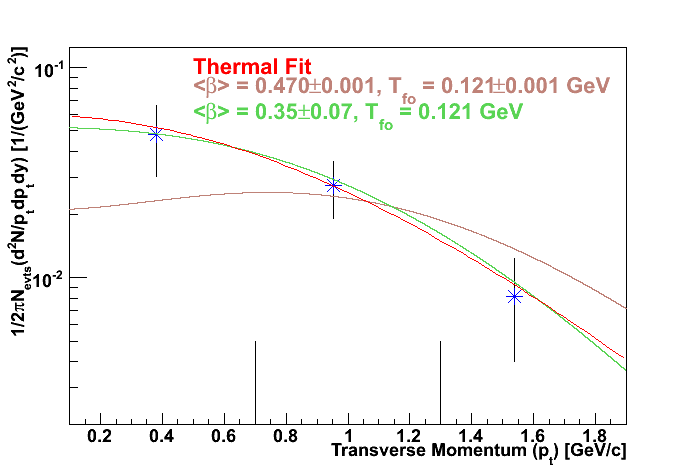 10⁻¹
Thermal Fit
<β> = 0.470±0.001, T_fo = 0.121±0.001 GeV
<β> = 0.35±0.07, T_fo = 0.121 GeV
1/2πN_evts(d²N/p_t dp_t dy) [1/(GeV²/c²)]
10⁻²
0.2 0.4 0.6 0.8 1 1.2 1.4 1.6 1.8
Transverse Momentum (p_t) [GeV/c]